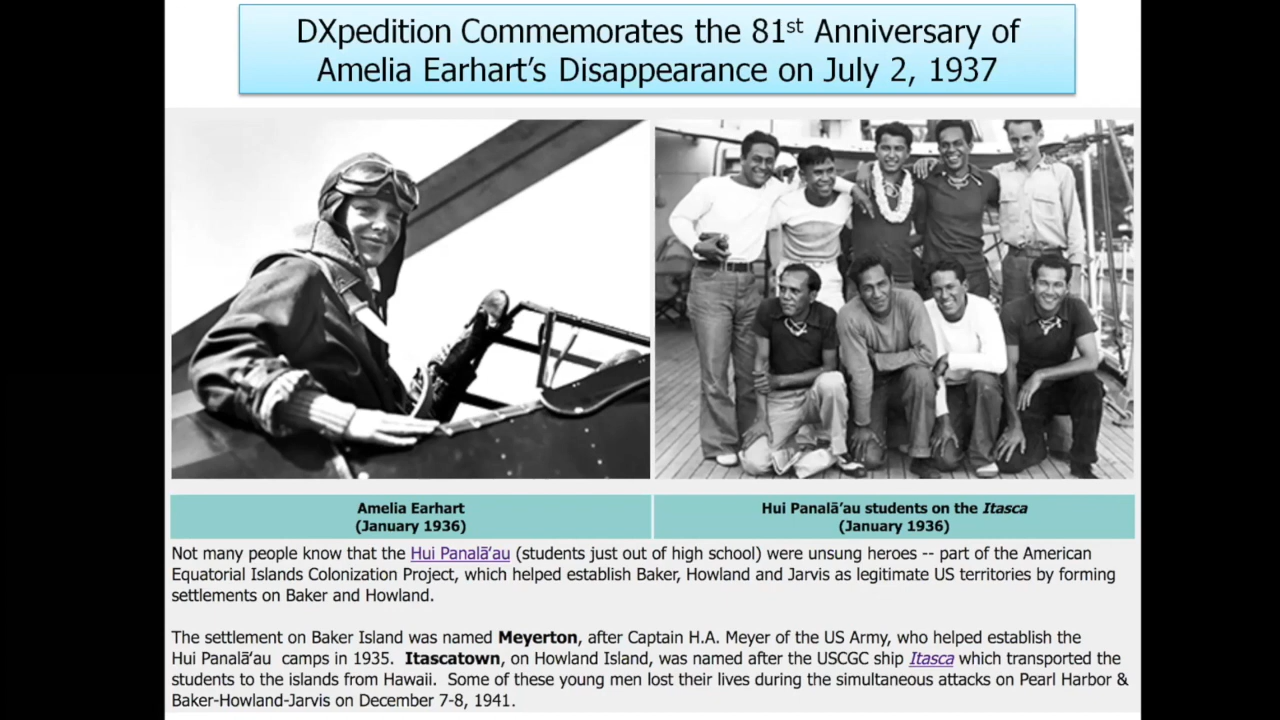 DXpedition Commemorates the 81st Anniversary of
Amelia Earhart's Disappearance on July 2, 1937
Amelia Earhart
(January 1936)
Hui Panalā'au students on the Itasca
(January 1936)
Not many people know that the Hui Panalā'au (students just out of high school) were unsung heroes -- part of the American
Equatorial Islands Colonization Project, which helped establish Baker, Howland and Jarvis as legitimate US territories by forming
settlements on Baker and Howland.
The settlement on Baker Island was named Meyerton, after Captain H.A. Meyer of the US Army, who helped establish the
Hui Panalā'au camps in 1935. Itascatown, on Howland Island, was named after the USCGC ship Itasca which transported the
students to the islands from Hawaii. Some of these young men lost their lives during the simultaneous attacks on Pearl Harbor &
Baker-Howland-Jarvis on December 7-8, 1941.